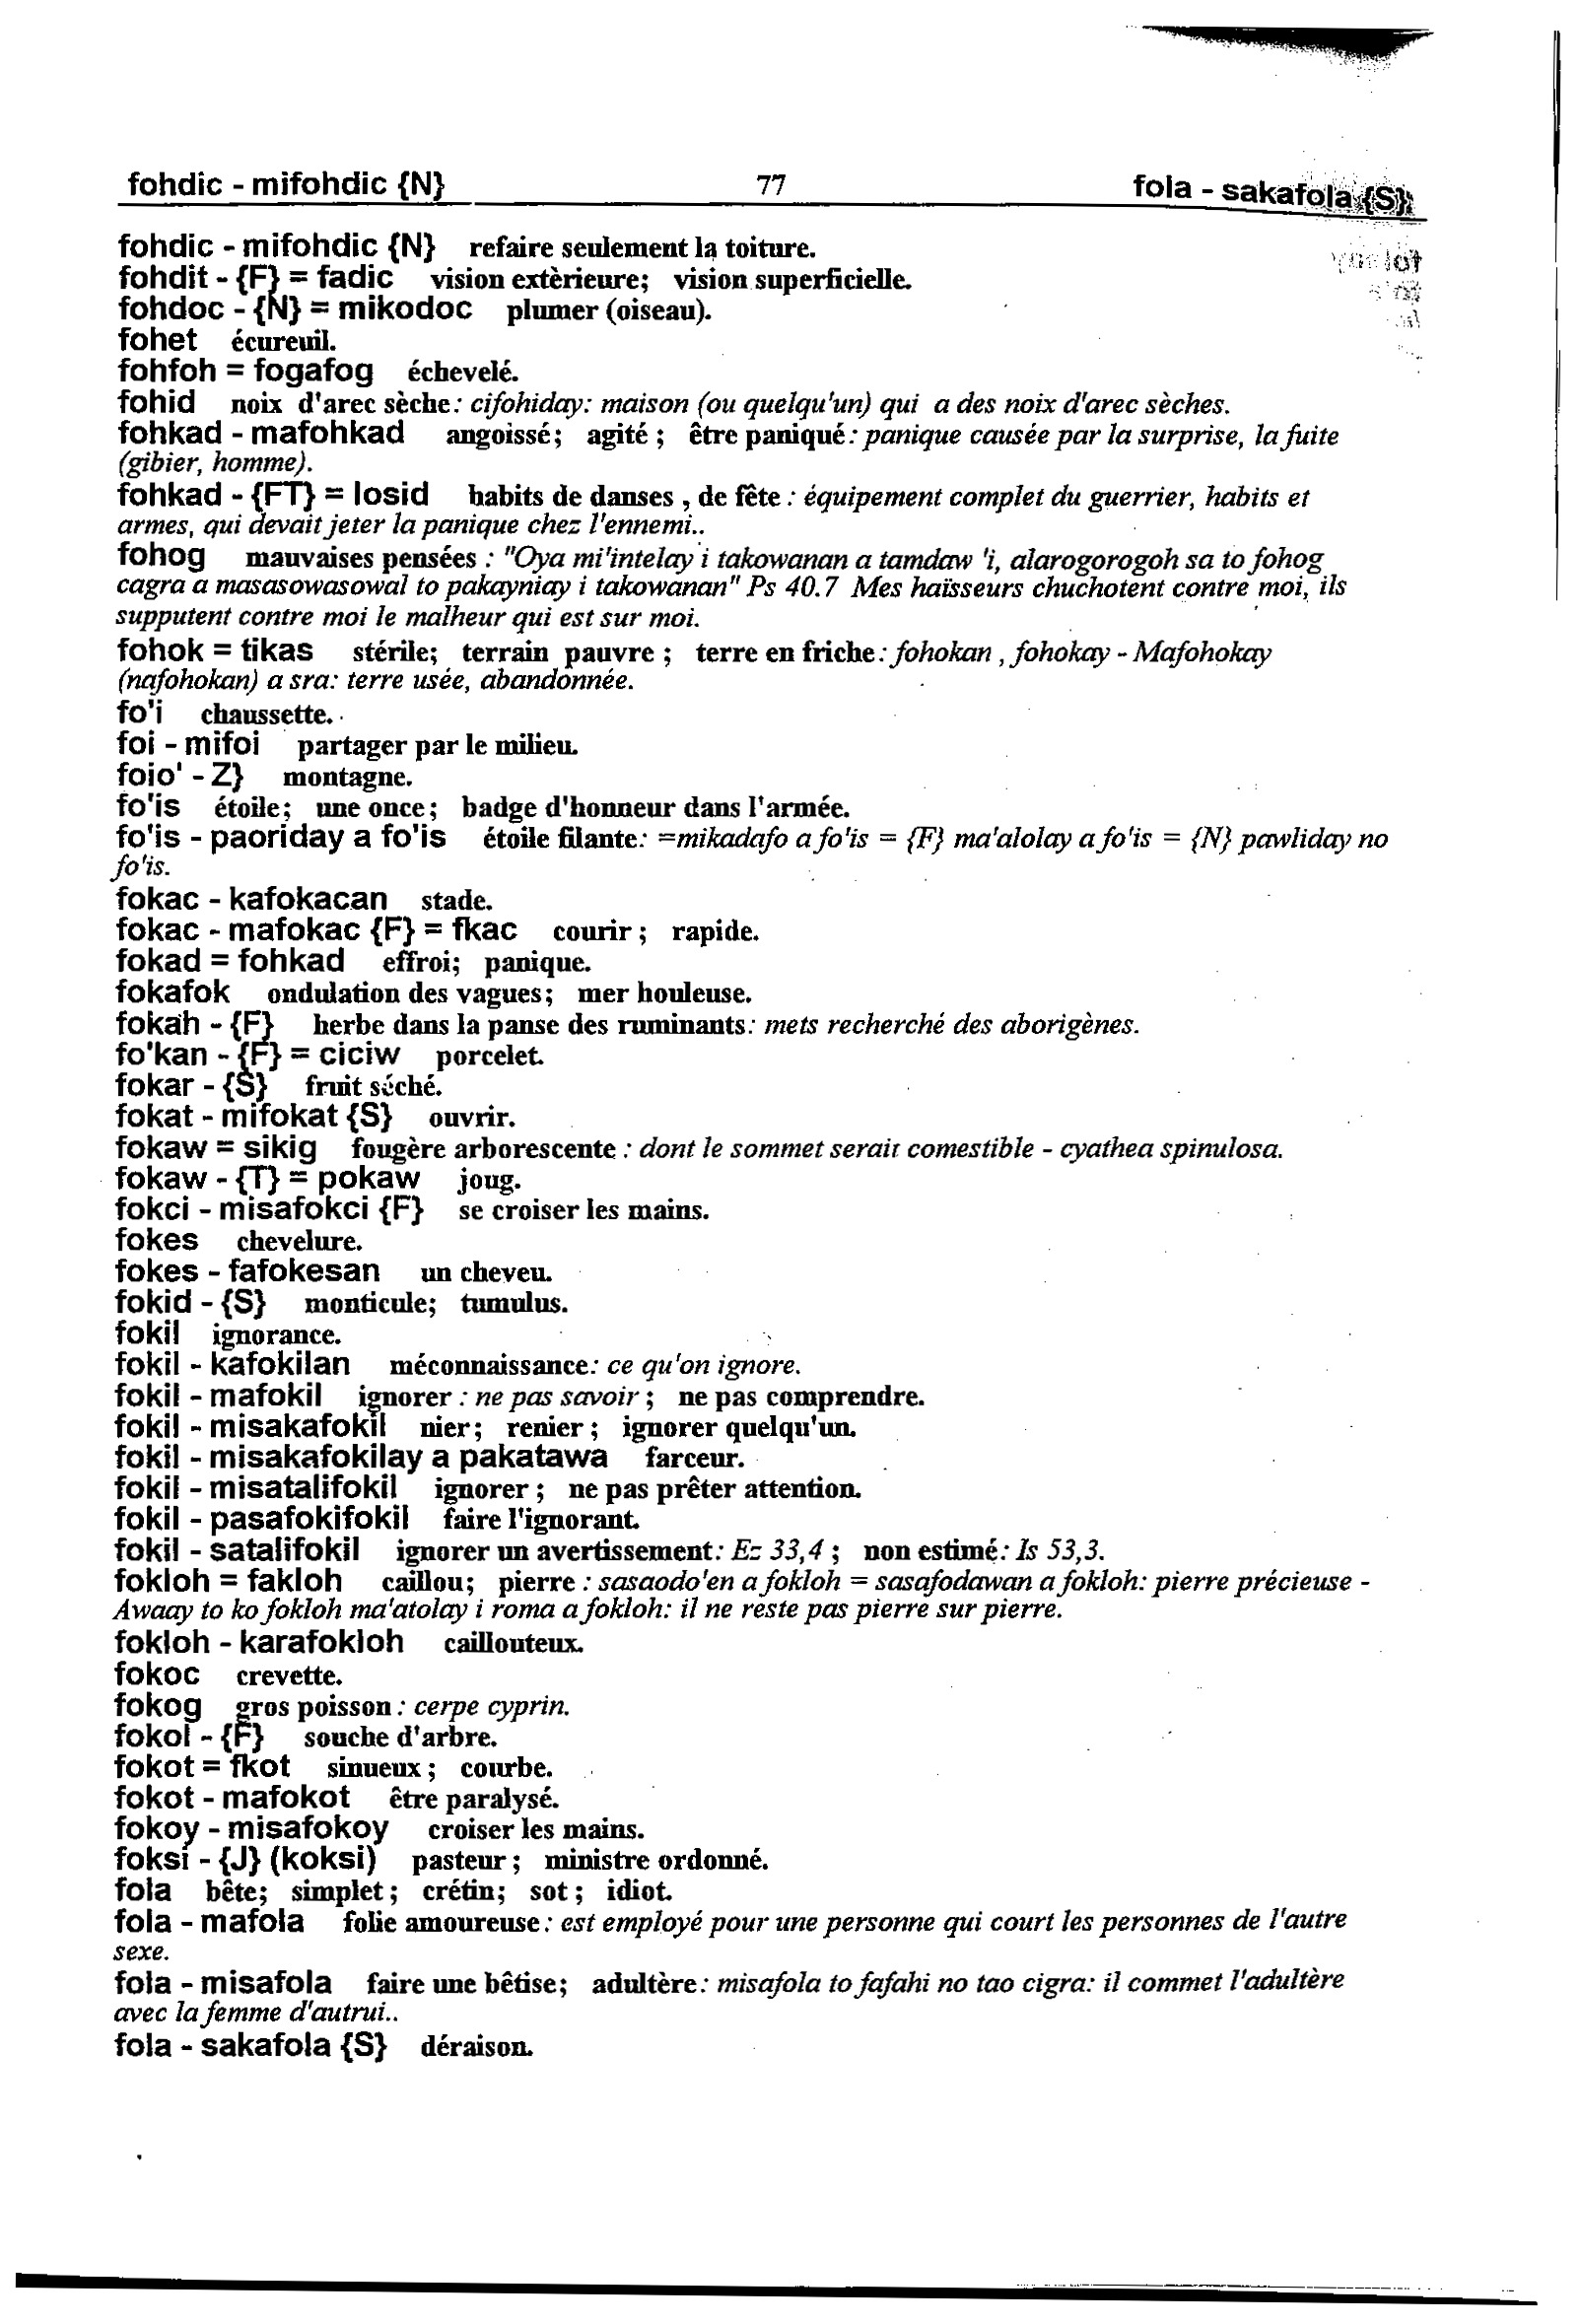 fohdic - mifohdic {N} 77 fola - sakafola {S}
fohdic - mifohdic {N} refaire seulement la toiture.
fohdit - {F} = fadic vision extèrieure; vision superficielle.
fohdoc - {N} = mikodoc plumer (oiseau).
fohet écureuil.
fohfoh = fogafog échevelé.
fohid noix d'arec sèche: cifohiday: maison (ou quelqu'un) qui a des noix d'arec sèches.
fohkad - mafohkad angoissé; agité ; être paniqué: panique causée par la surprise, la fuite
(gibier, homme).
fohkad - {FT} = losid habits de danses , de fête : équipement complet du guerrier, habits et
armes, qui devait jeter la panique chez l'ennemi..
fohog mauvaises pensées : "Oya mi'intelay i takowanan a tamdaw 'i, alarogorogoh sa to fohog
cagra a masasowasowal to pakayniay i takowanan" Ps 40.7 Mes haïsseurs chuchotent contre moi, ils
supputent contre moi le malheur qui est sur moi.
fohok = tikas stérile; terrain pauvre ; terre en friche: fohokan , fohokay - Mafohokay
(nafohokan) a sra: terre usée, abandonnée.
fo'i chaussette.
foi - mifoi partager par le milieu.
foio' - Z} montagne.
fo'is étoile; une once; badge d'honneur dans l'armée.
fo'is - paoriday a fo'is étoile filante: =mikadafo a fo'is = {F} ma'alolay a fo'is = {N} pawliday no
fo'is.
fokac - kafokacan stade.
fokac - mafokac {F} = fkac courir ; rapide.
fokad = fohkad effroi; panique.
fokafok ondulation des vagues; mer houleuse.
fokah - {F} herbe dans la panse des ruminants: mets recherché des aborigènes.
fo'kan - {F} = ciciw porcelet.
fokar - {S} fruit séché.
fokat - mifokat {S} ouvrir.
fokaw = sikig fougère arborescente : dont le sommet serait comestible - cyathea spinulosa.
fokaw - {T} = pokaw joug.
fokci - misafokci {F} se croiser les mains.
fokes chevelure.
fokes - fafokesan un cheveu.
fokid - {S} monticule; tumulus.
fokil ignorance.
fokil - kafokilan méconnaissance: ce qu'on ignore.
fokil - mafokil ignorer : ne pas savoir ; ne pas comprendre.
fokil - misakafokil nier; renier ; ignorer quelqu'un.
fokil - misakafokilay a pakatawa farceur.
fokil - misatalifokil ignorer ; ne pas prêter attention.
fokil - pasafokifokil faire l'ignorant.
fokil - satalifokil ignorer un avertissement: Ez 33,4 ; non estimé: Is 53,3.
fokloh = fakloh caillou; pierre : sasaodo'en a fokloh = sasafodawan a fokloh: pierre précieuse -
Awaay to ko fokloh ma'atolay i roma a fokloh: il ne reste pas pierre sur pierre.
fokloh - karafokloh caillouteux.
fokoc crevette.
fokog gros poisson : cerpe cyprin.
fokol - {F} souche d'arbre.
fokot = fkot sinueux ; courbe.
fokot - mafokot être paralysé.
fokoy - misafokoy croiser les mains.
foksi - {J} (koksi) pasteur ; ministre ordonné.
fola bête; simplet ; crétin; sot ; idiot.
fola - mafola folie amoureuse: est employé pour une personne qui court les personnes de l'autre
sexe.
fola - misafola faire une bêtise; adultère: misafola to fafahi no tao cigra: il commet l'adultère
avec la femme d'autrui..
fola - sakafola {S} déraison.